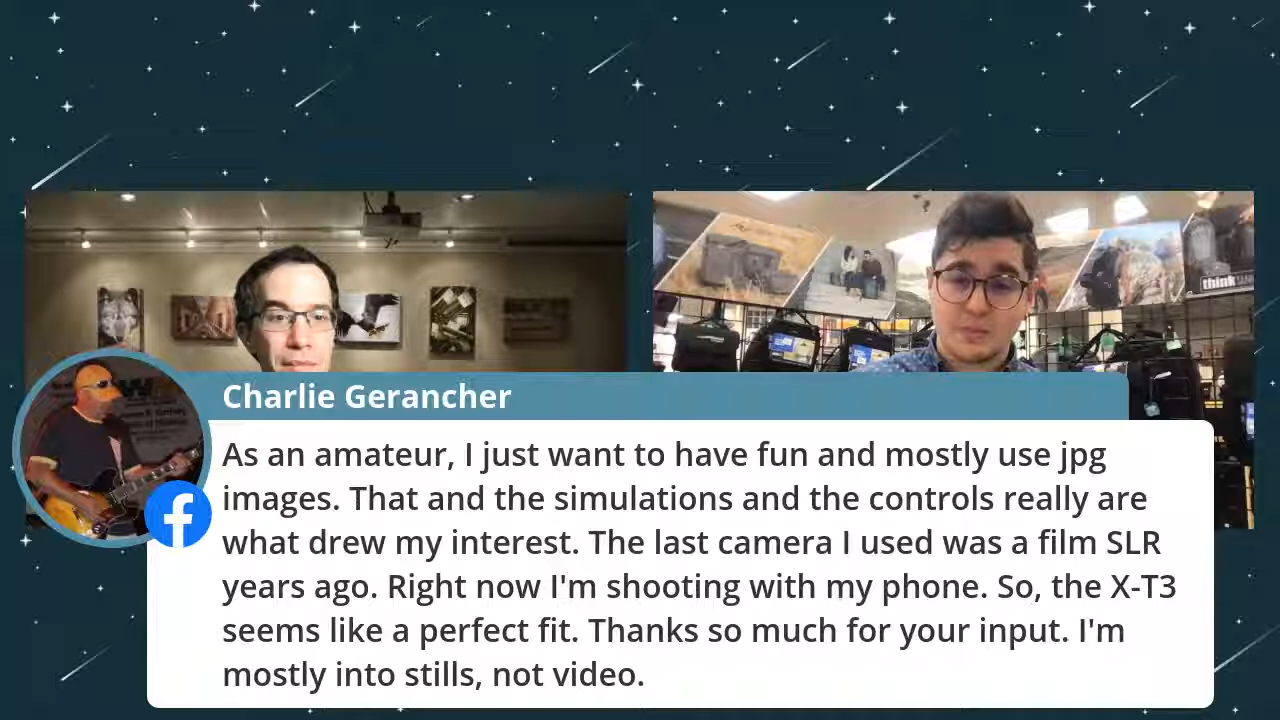 think
Charlie Gerancher
As an amateur, I just want to have fun and mostly use jpg
images. That and the simulations and the controls really are
what drew my interest. The last camera I used was a film SLR
years ago. Right now I'm shooting with my phone. So, the X-T3
seems like a perfect fit. Thanks so much for your input. I'm
mostly into stills, not video.